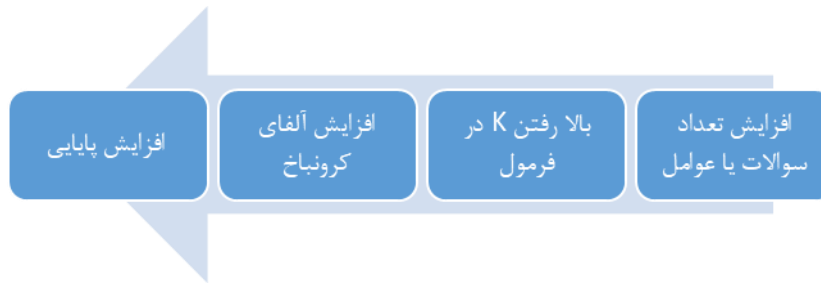 افزایش تعداد
سوالات یا عوامل
بالا رفتن K در
فرمول
افزایش آلفای
کرونباخ
افزایش پایایی